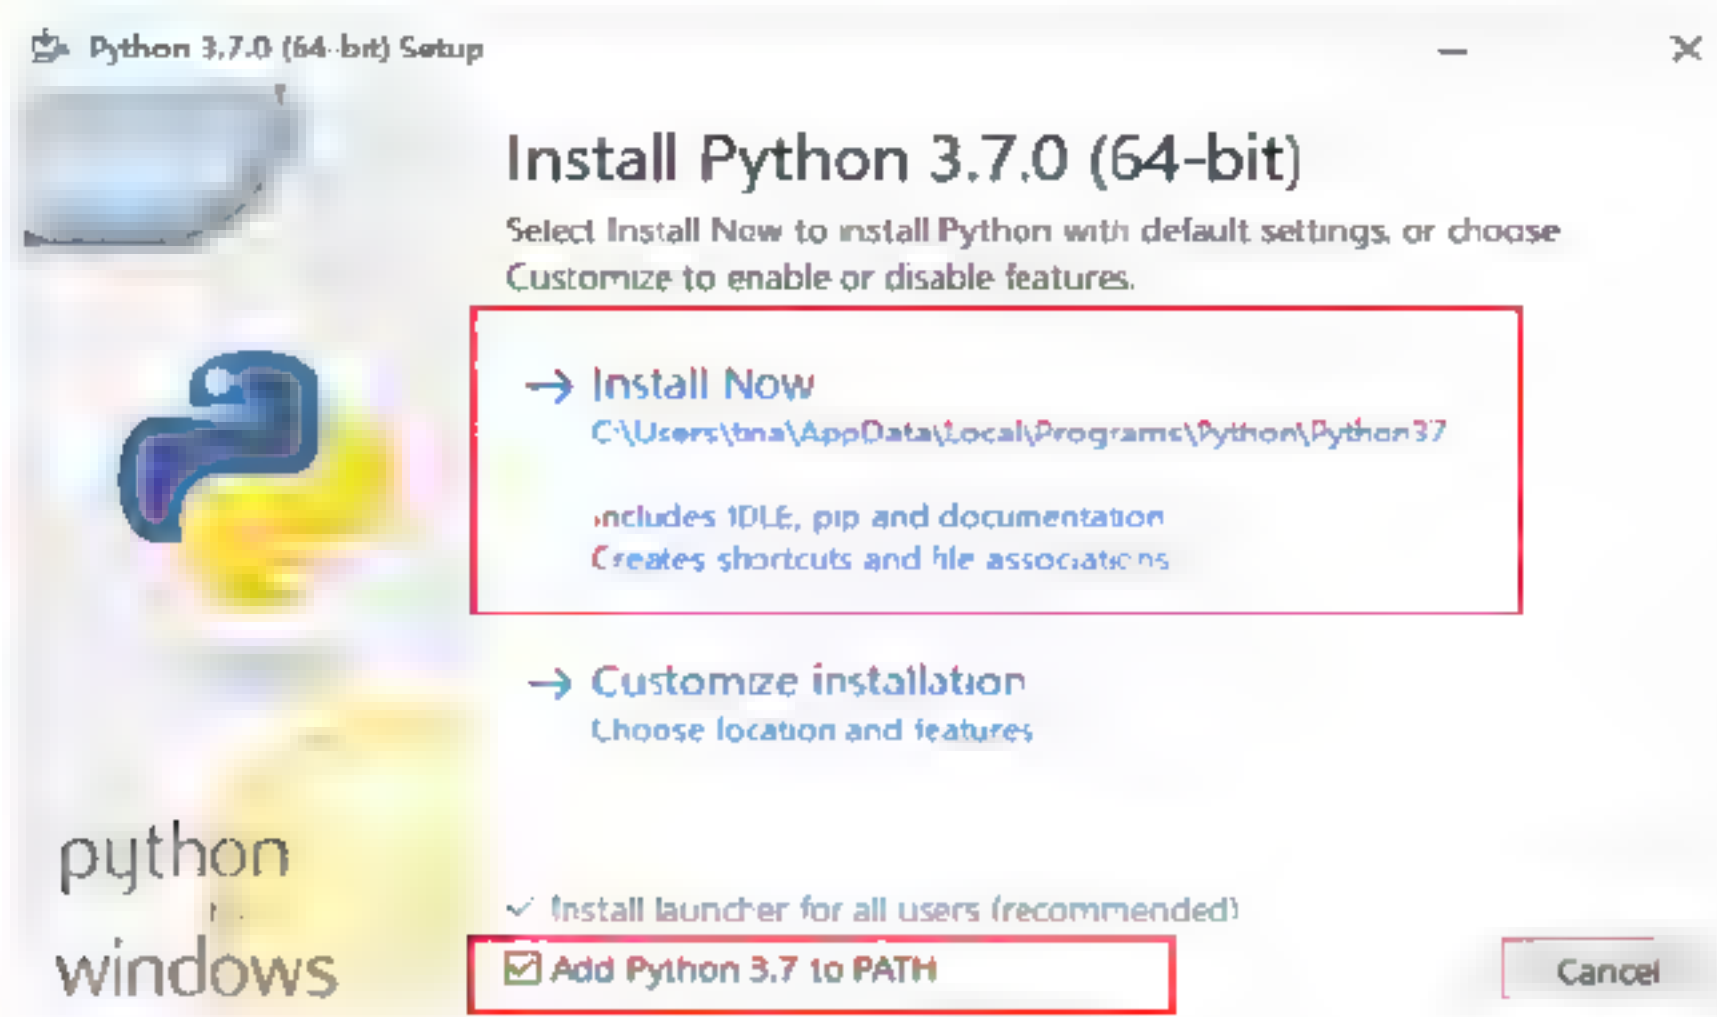 Python 3.7.0 (64-bit) Setup
Install Python 3.7.0 (64-bit)
Select Install Now to install Python with default settings, or choose
Customize to enable or disable features.
Install Now
C:\Users\tina\AppData\Local\Programs\Python\Python37
Includes IDLE, pip and documentation
Creates shortcuts and file associations
Customize installation
Choose location and features
python
windows
Install launcher for all users (recommended)
Add Python 3.7 to PATH
Cancel